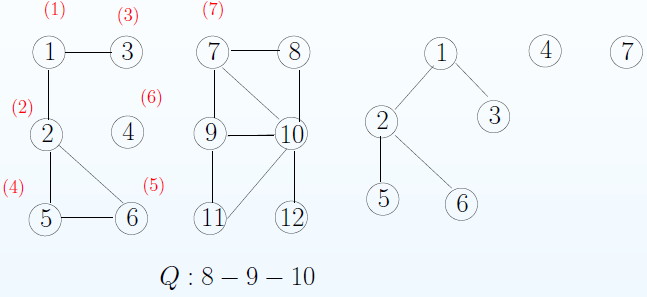 (1) (3) (7)
1 3 7 8 1 4 7
(2) (6)
2 4 9 10 2 3
(4) (5)
5 6 11 12 5 6
Q : 8 − 9 − 10